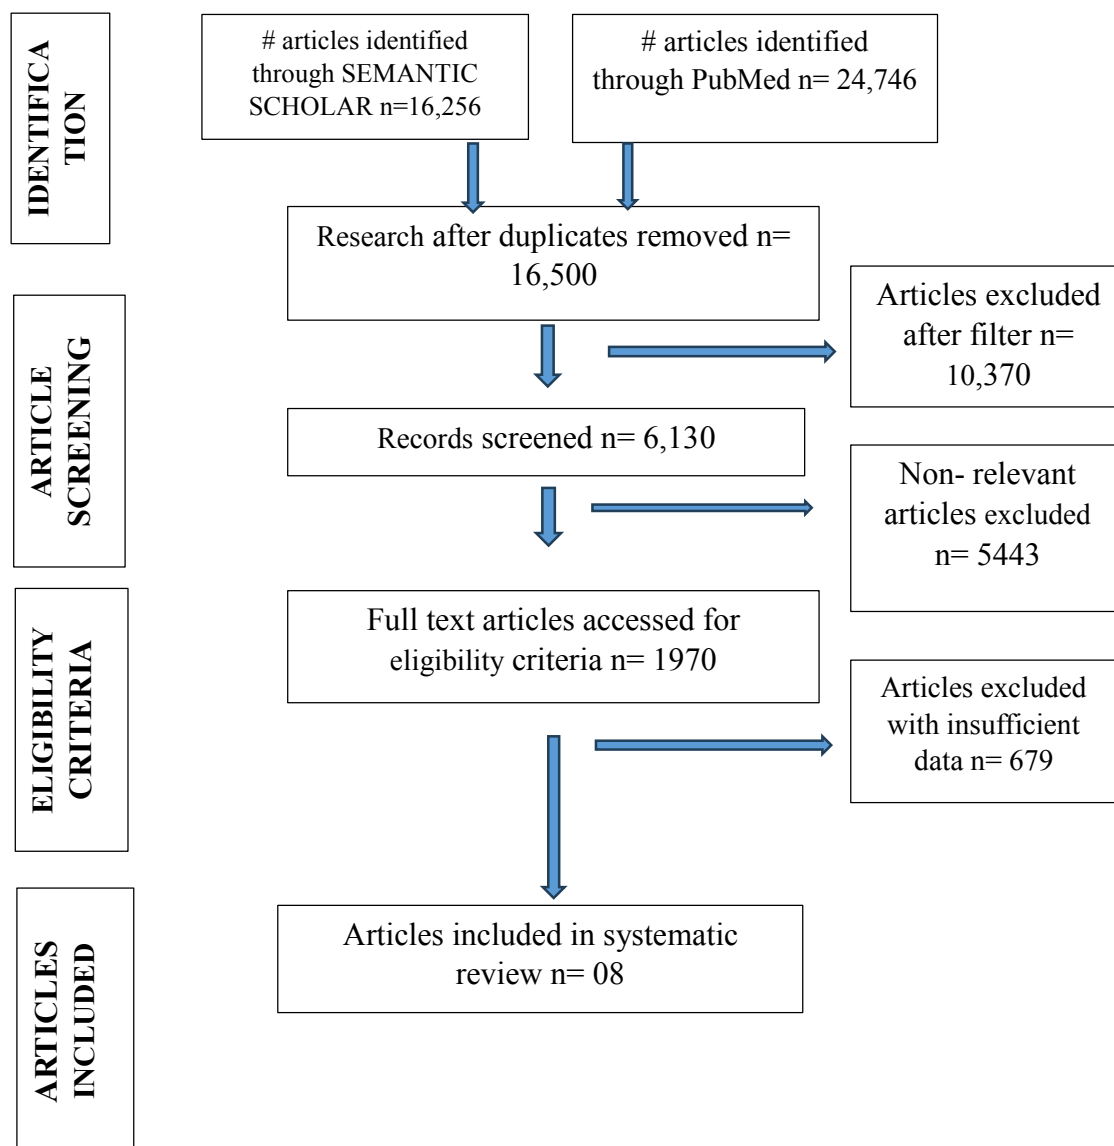 IDENTIFICA
TION
# articles identified
through SEMANTIC
SCHOLAR n=16,256
# articles identified
through PubMed n= 24,746
Research after duplicates removed n=
16,500
ARTICLE
SCREENING
Articles excluded
after filter n=
10,370
Records screened n= 6,130
Non- relevant
articles excluded
n= 5443
ELIGIBILITY
CRITERIA
Full text articles accessed for
eligibility criteria n= 1970
Articles excluded
with insufficient
data n= 679
ARTICLES
INCLUDED
Articles included in systematic
review n= 08